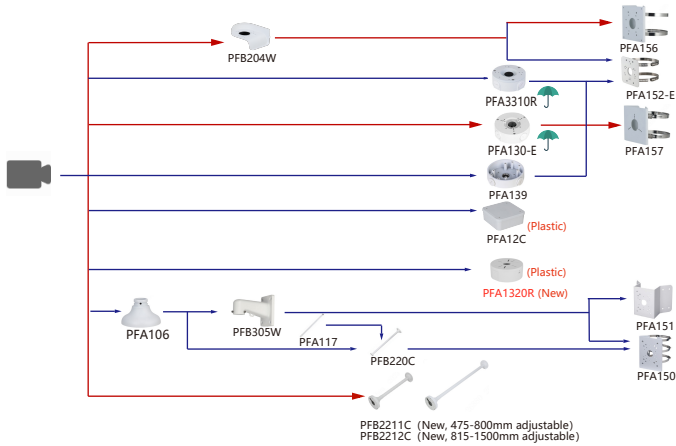 PFB204W
PFA156
PFA3310R
PFA152-E
PFA130-E
PFA157
PFA139
(Plastic)
PFA12C
(Plastic)
PFA1320R (New)
PFA106
PFB305W
PFA117
PFB220C
PFA151
PFA150
PFB2211C (New, 475-800mm adjustable)
PFB2212C (New, 815-1500mm adjustable)